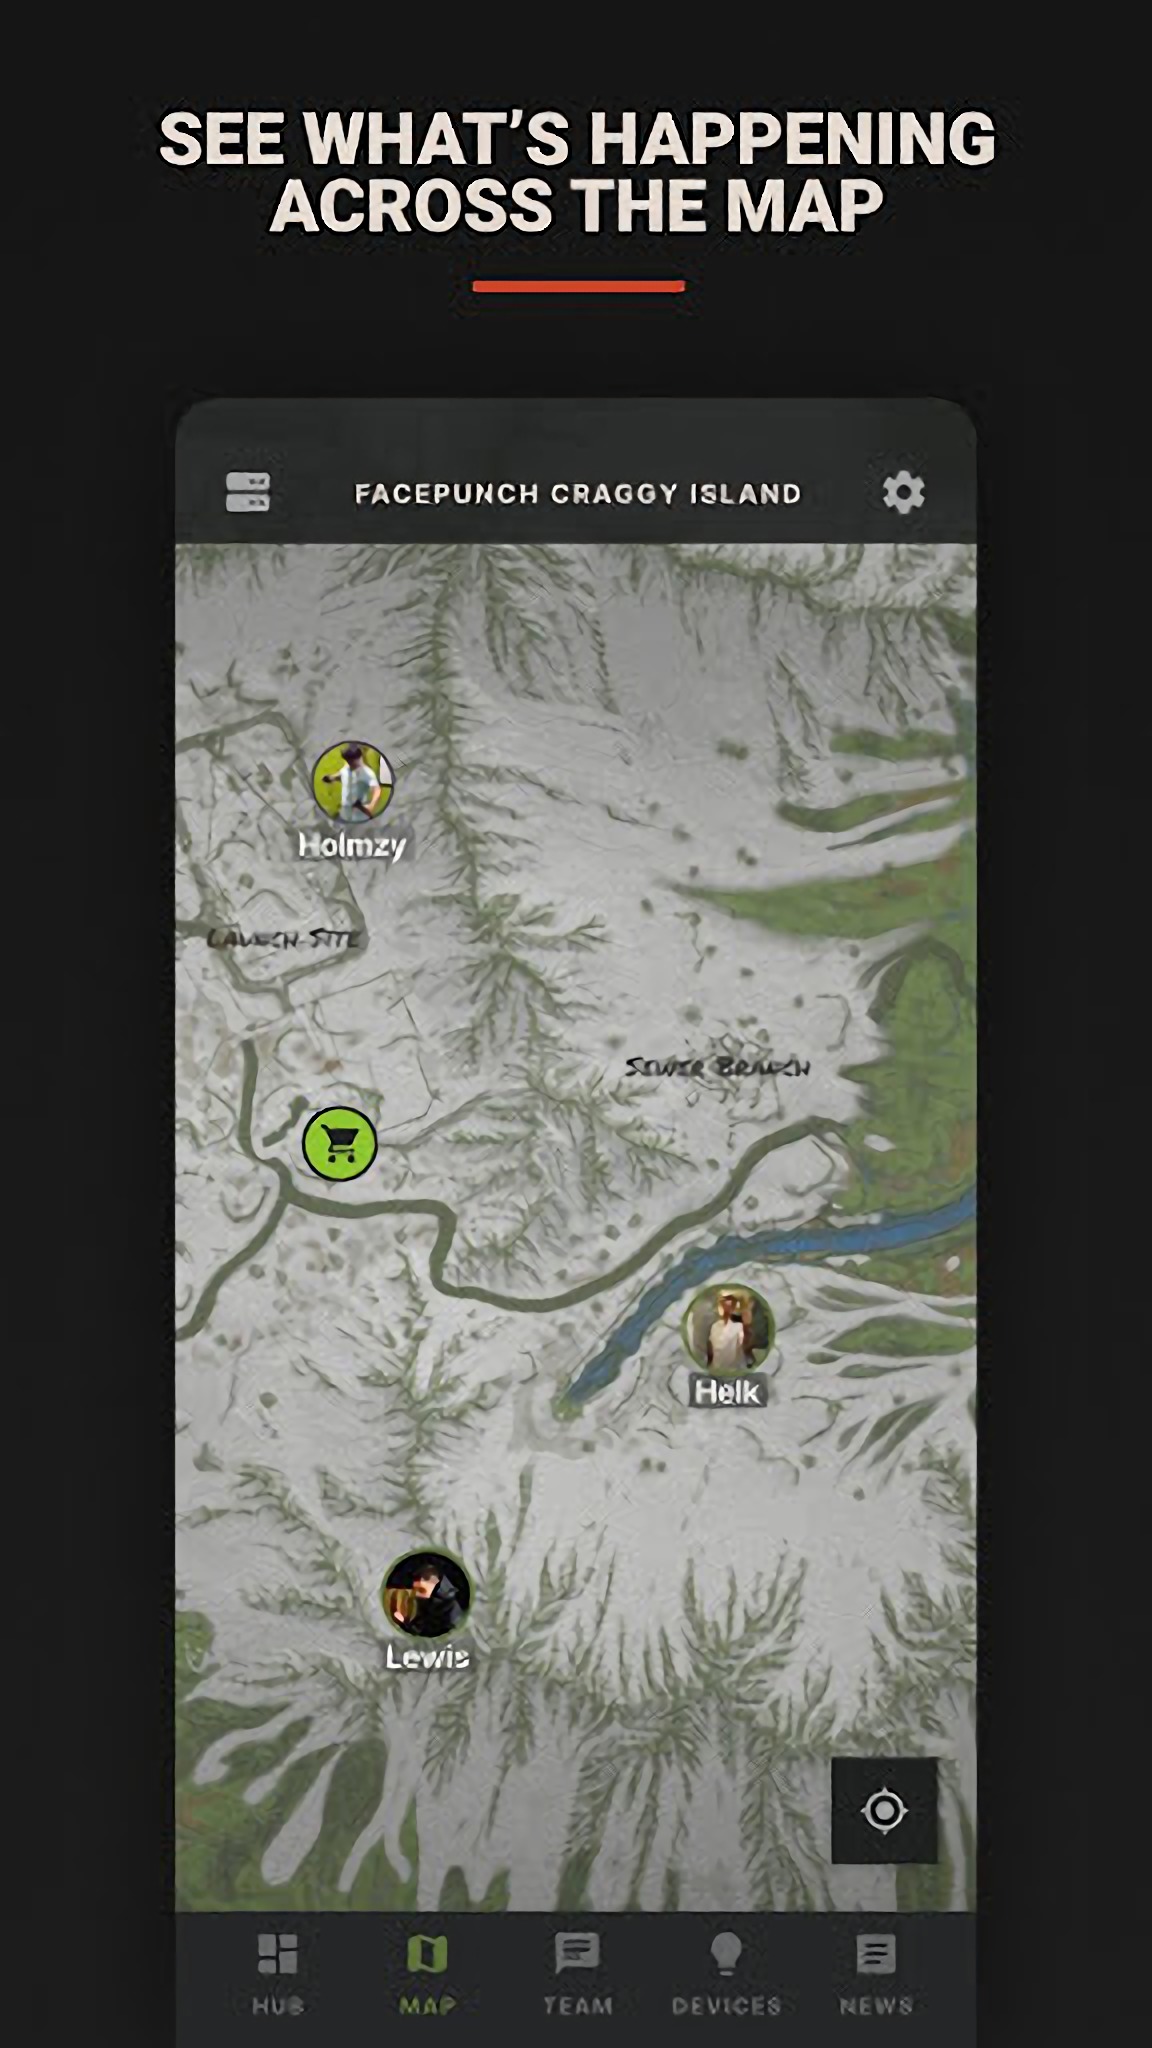 SEE WHAT'S HAPPENING
ACROSS THE MAP
FACEPUNCH CRAGGY ISLAND
Holmzy
LAUNCH SITE
SEWER BRANCH
Helk
Lewis
HUB
MAP
TEAM
DEVICES
NEWS